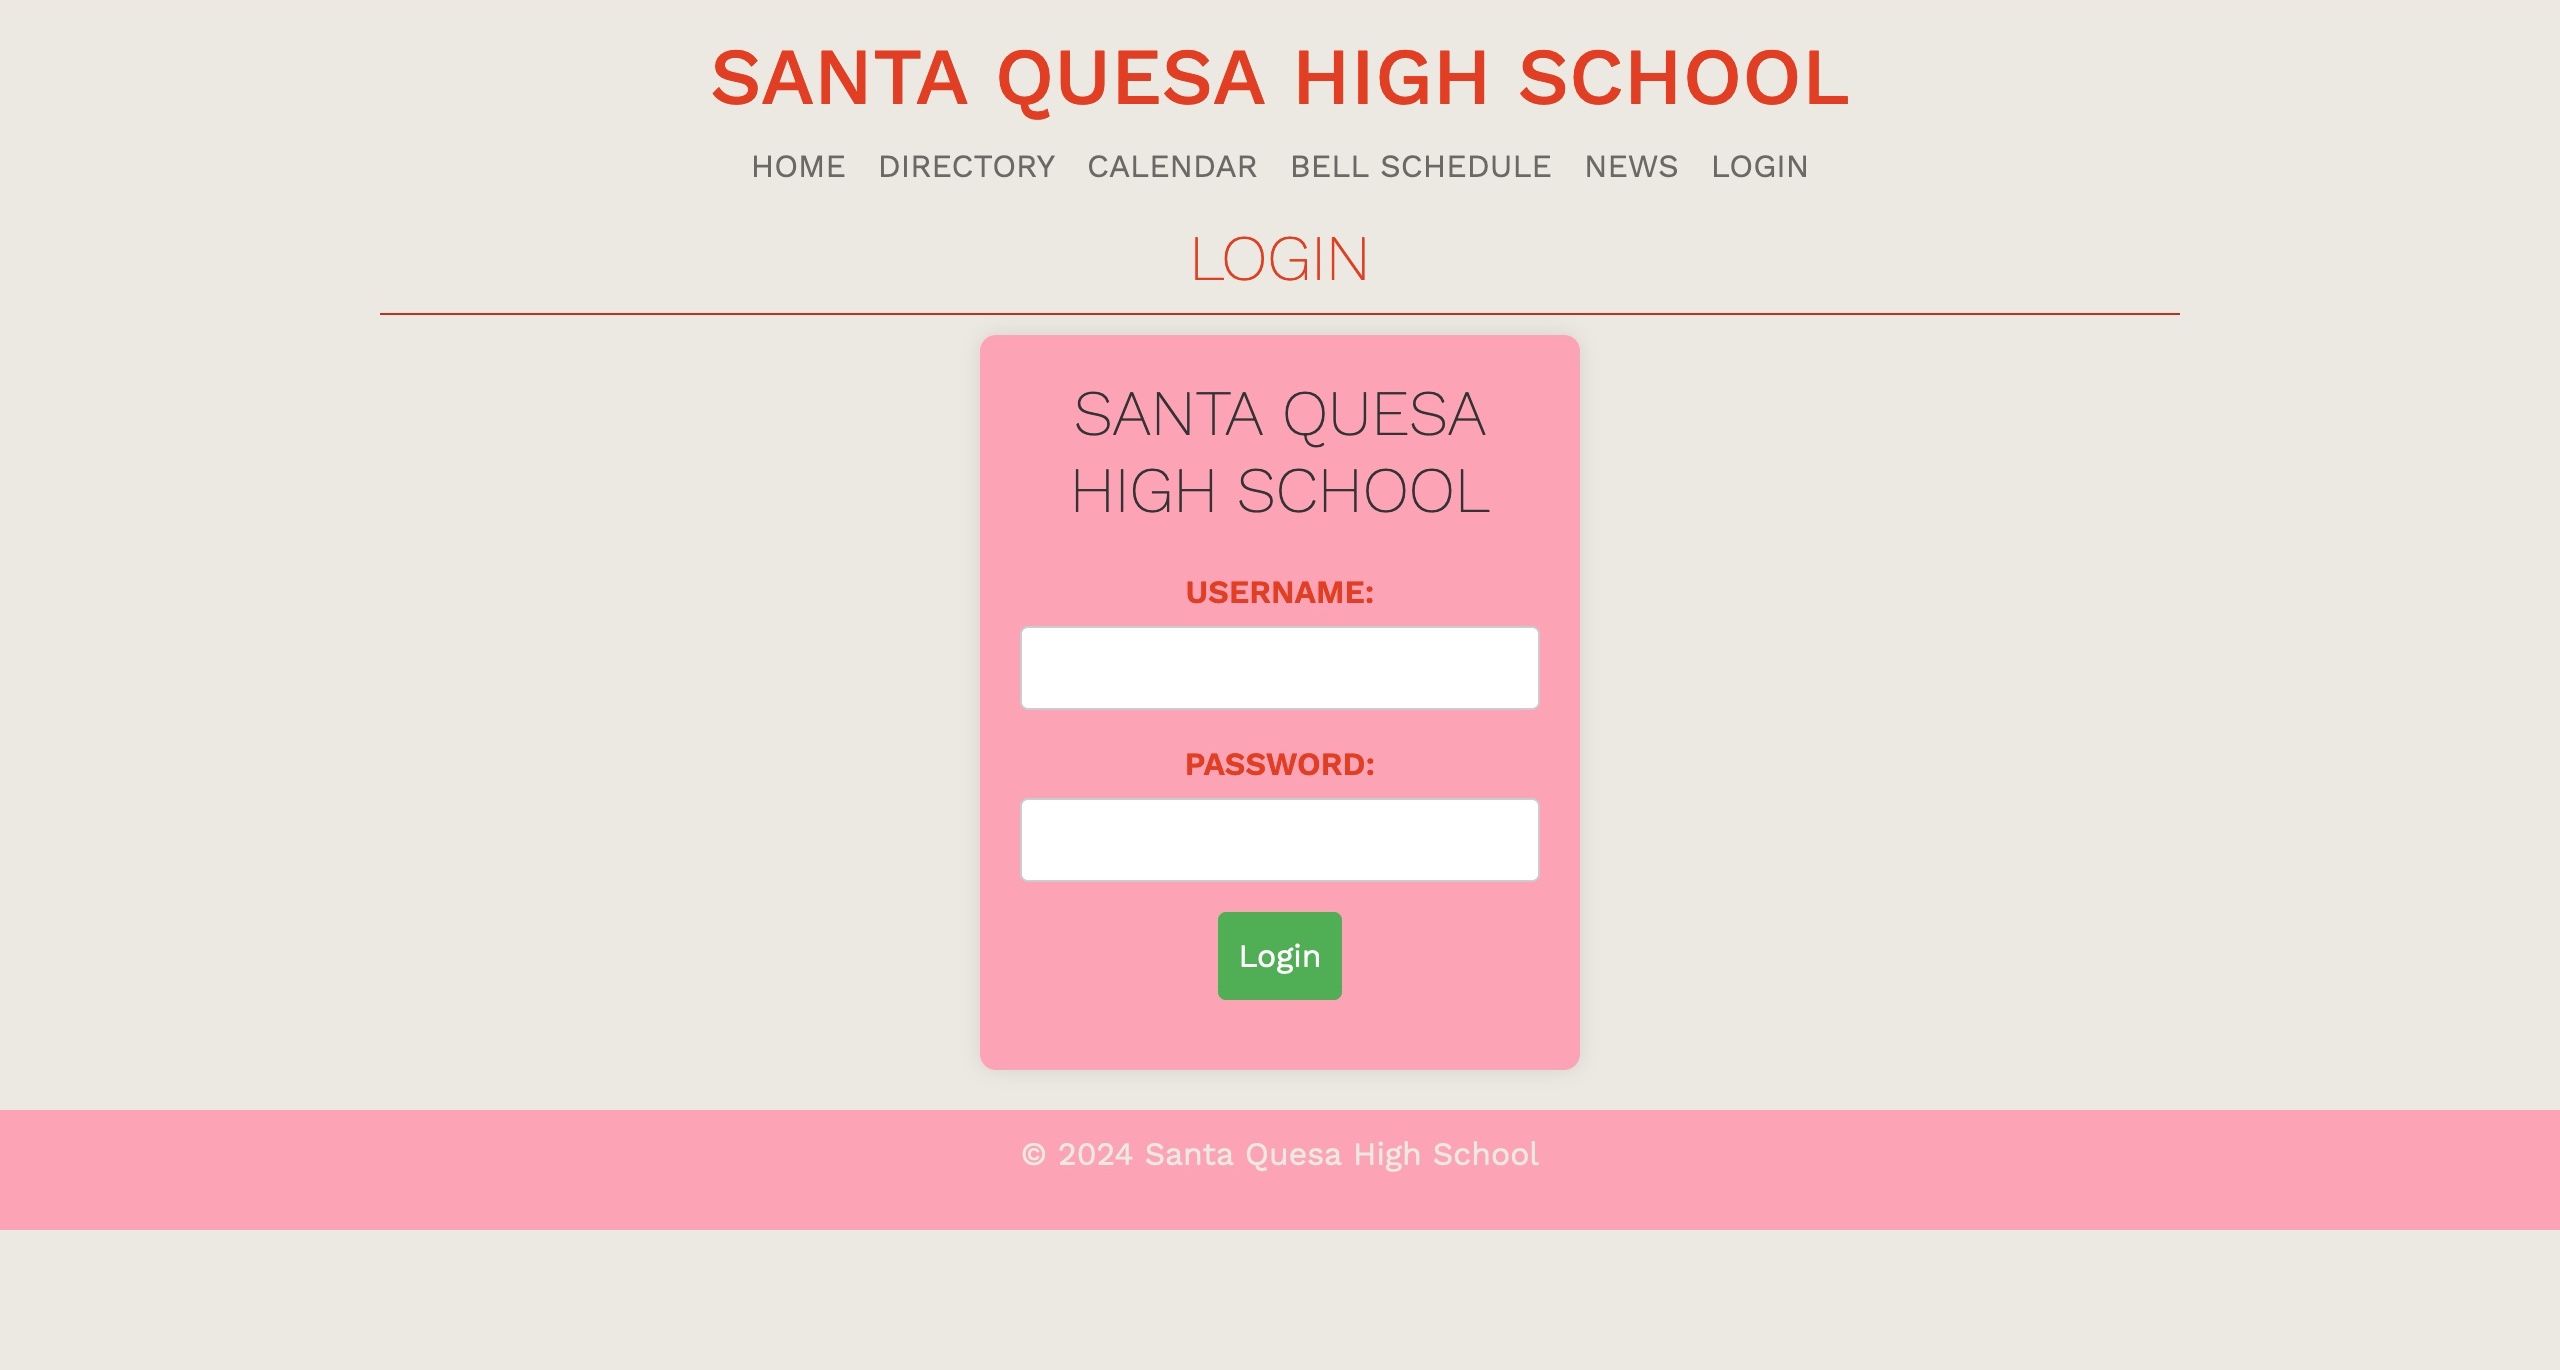 SANTA QUESA HIGH SCHOOL
HOME DIRECTORY CALENDAR BELL SCHEDULE NEWS LOGIN
LOGIN
SANTA QUESA
HIGH SCHOOL
USERNAME:
PASSWORD:
Login
© 2024 Santa Quesa High School